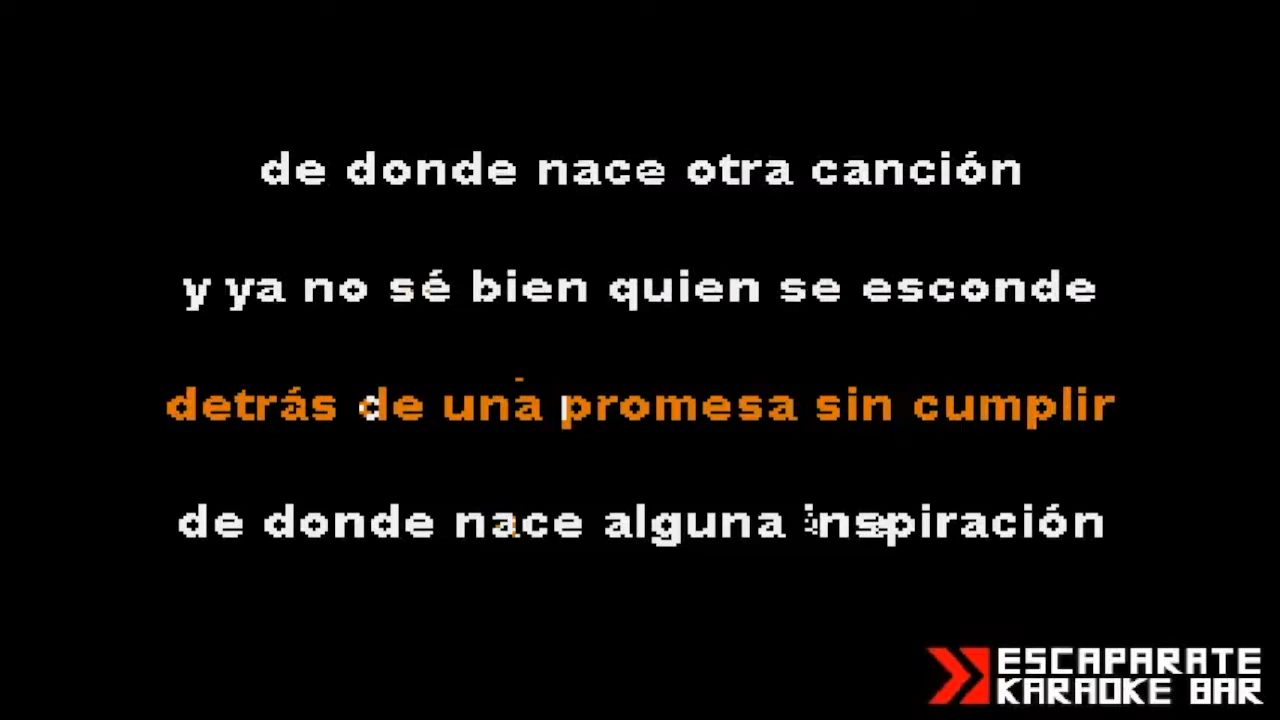 de donde nace otra canción
y ya no sé bien quien se esconde
detrás de una promesa sin cumplir
de donde nace alguna inspiración
ESCAPARATE
KARAOKE BAR